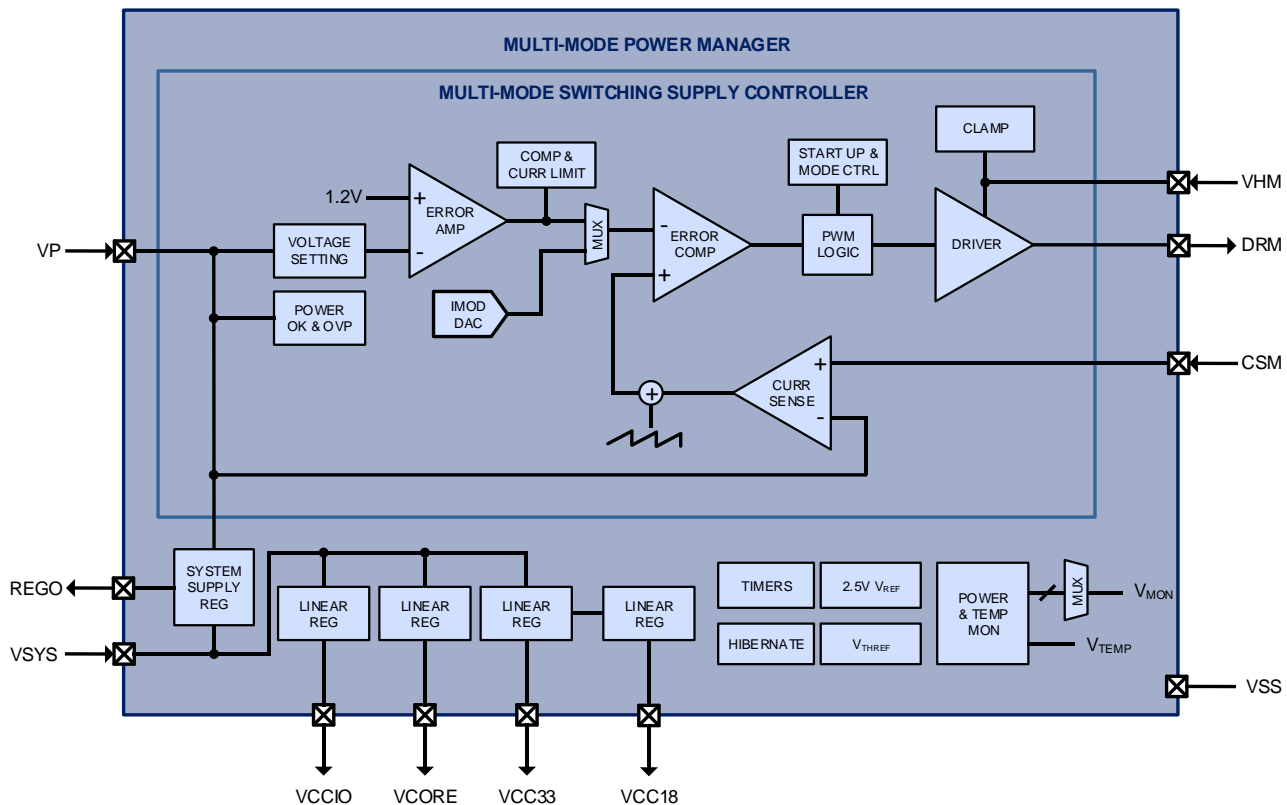 MULTI-MODE POWER MANAGER
MULTI-MODE SWITCHING SUPPLY CONTROLLER
CLAMP
COMP &
CURR LIMIT
START UP &
MODE CTRL
VHM
1.2V
+
ERROR
AMP
-
MUX
-
ERROR
COMP
+
PWM
LOGIC
DRIVER
DRM
VP
VOLTAGE
SETTING
POWER
OK & OVP
IMOD
DAC
CSM
+
CURR
SENSE
-
+
SYSTEM
SUPPLY
REG
REGO
VSYS
LINEAR
REG
LINEAR
REG
LINEAR
REG
LINEAR
REG
TIMERS
2.5V VREF
HIBERNATE
VTHREF
POWER
& TEMP
MON
MUX
VMON
VTEMP
VSS
VCCIO
VCORE
VCC33
VCC18